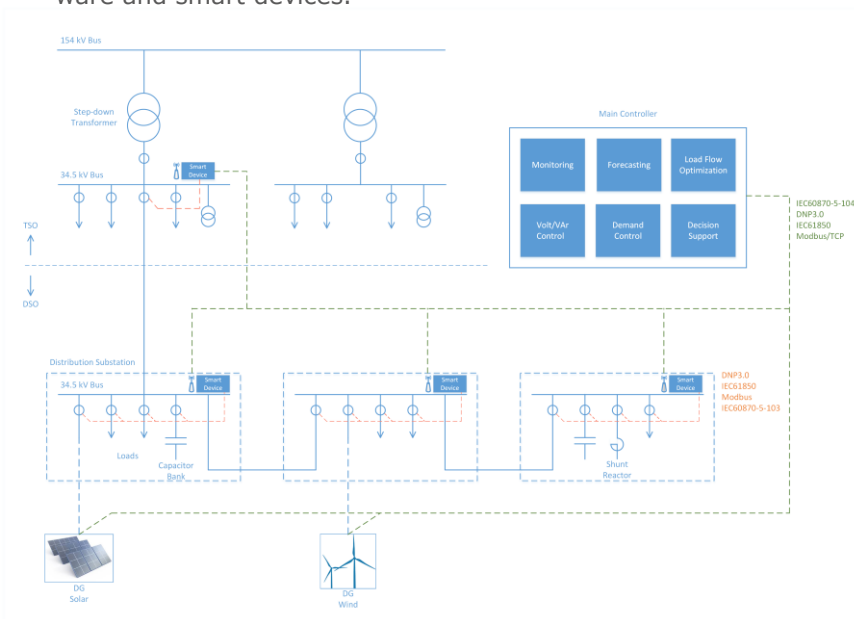 ware and smart devices.
154 kV Bus
Step-down
Transformer
Main Controller
Smart
Device
34.5 kV Bus
Monitoring
Forecasting
Load Flow
Optimization
IEC60870-5-104
DNP3.0
IEC61850
Modbus/TCP
Volt/VAr
Control
Demand
Control
Decision
Support
TSO
DSO
Distribution Substation
34.5 kV Bus
Smart
Device
Smart
Device
Smart
Device
DNP3.0
IEC61850
Modbus
IEC60870-5-103
Loads
Capacitor
Bank
Shunt
Reactor
DG
Solar
DG
Wind